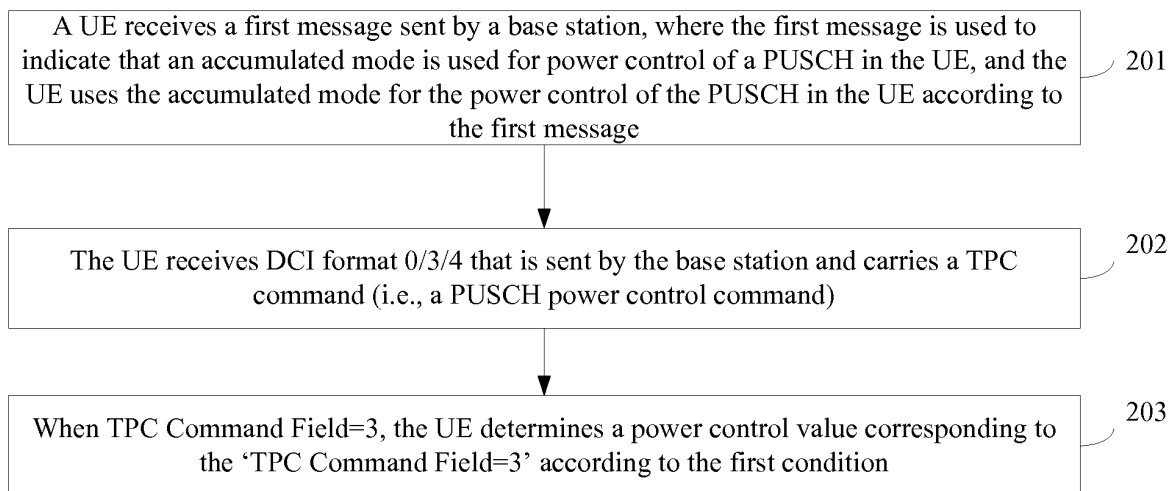 A UE receives a first message sent by a base station, where the first message is used to
indicate that an accumulated mode is used for power control of a PUSCH in the UE, and the
UE uses the accumulated mode for the power control of the PUSCH in the UE according to
the first message
201
The UE receives DCI format 0/3/4 that is sent by the base station and carries a TPC
command (i.e., a PUSCH power control command)
202
When TPC Command Field=3, the UE determines a power control value corresponding to
the ‘TPC Command Field=3’ according to the first condition
203